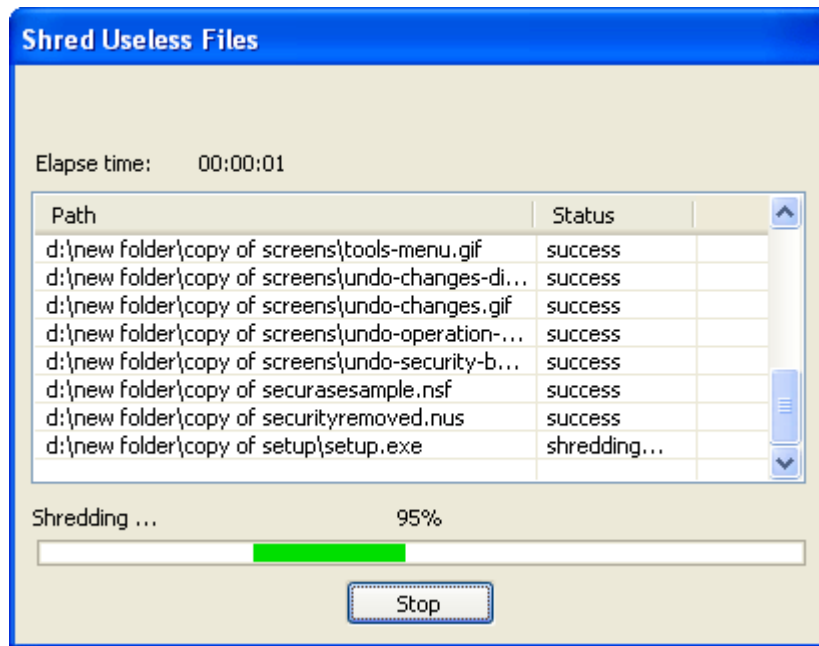 Shred Useless Files
Elapse time: 00:00:01
Path Status
d:\new folder\copy of screens\tools-menu.gif success
d:\new folder\copy of screens\undo-changes-di... success
d:\new folder\copy of screens\undo-changes.gif success
d:\new folder\copy of screens\undo-operation-... success
d:\new folder\copy of screens\undo-security-b... success
d:\new folder\copy of securasesample.nsf success
d:\new folder\copy of securityremoved.nus success
d:\new folder\copy of setup\setup.exe shredding...
Shredding ... 95%
Stop